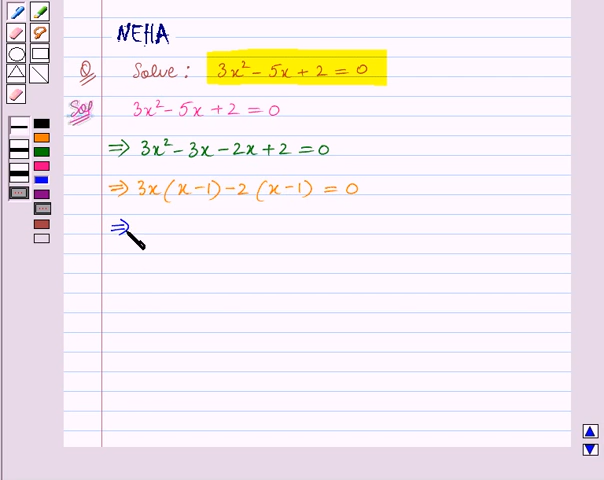 NEHA
Q Solve: 3x² - 5x + 2 = 0
Sol 3x² - 5x + 2 = 0
⇒ 3x² - 3x - 2x + 2 = 0
⇒ 3x (x - 1) - 2 (x - 1) = 0
⇒